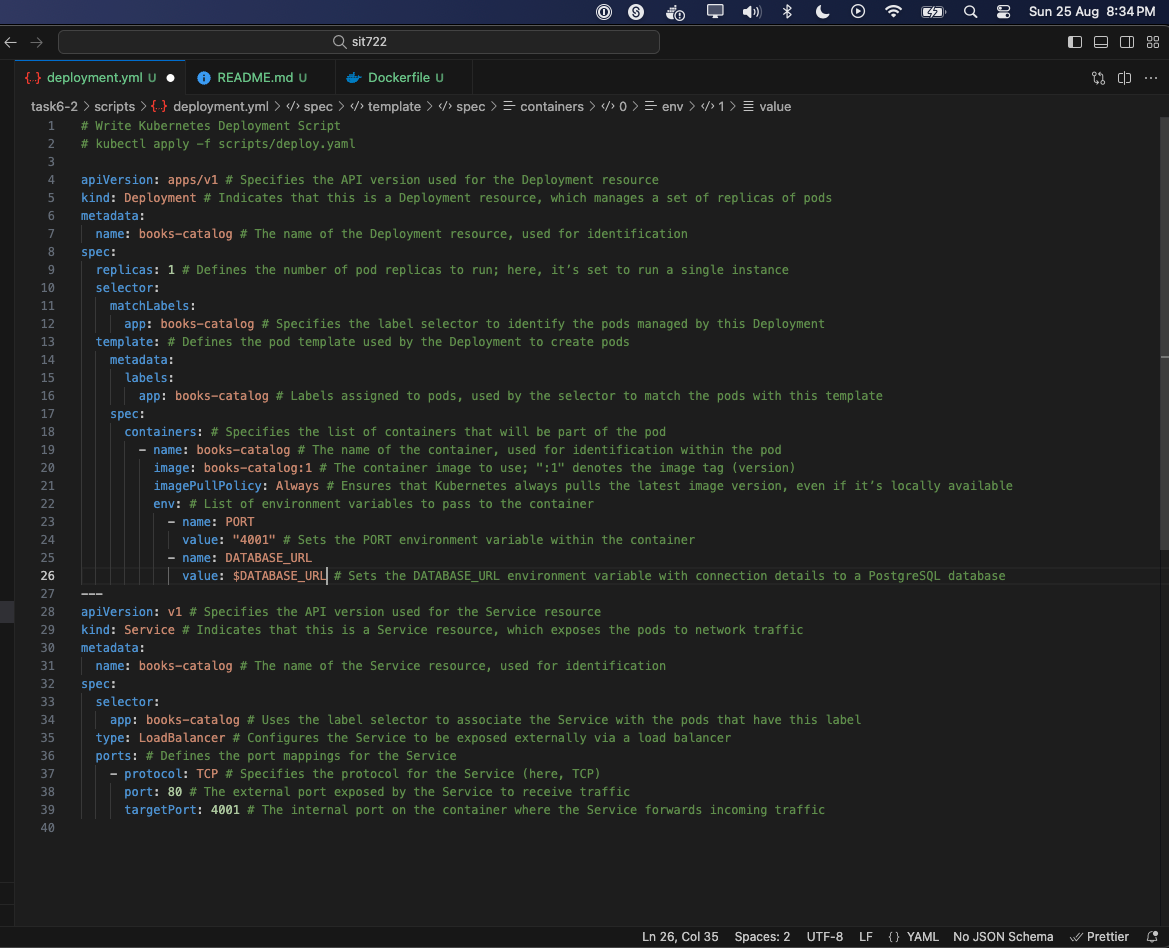 Sun 25 Aug 8:34 PM
sit722
deployment.yml U
README.md U
Dockerfile U
task6-2 > scripts > deployment.yml > spec > template > spec > containers > 0 > env > 1 > value
1 # Write Kubernetes Deployment Script
2 # kubectl apply -f scripts/deploy.yaml
3
4 apiVersion: apps/v1 # Specifies the API version used for the Deployment resource
5 kind: Deployment # Indicates that this is a Deployment resource, which manages a set of replicas of pods
6 metadata:
7   name: books-catalog # The name of the Deployment resource, used for identification
8 spec:
9   replicas: 1 # Defines the number of pod replicas to run; here, it's set to run a single instance
10   selector:
11     matchLabels:
12       app: books-catalog # Specifies the label selector to identify the pods managed by this Deployment
13   template: # Defines the pod template used by the Deployment to create pods
14     metadata:
15       labels:
16         app: books-catalog # Labels assigned to pods, used by the selector to match the pods with this template
17     spec:
18       containers: # Specifies the list of containers that will be part of the pod
19         - name: books-catalog # The name of the container, used for identification within the pod
20           image: books-catalog:1 # The container image to use; ":1" denotes the image tag (version)
21           imagePullPolicy: Always # Ensures that Kubernetes always pulls the latest image version, even if it's locally available
22           env: # List of environment variables to pass to the container
23             - name: PORT
24               value: "4001" # Sets the PORT environment variable within the container
25             - name: DATABASE_URL
26               value: $DATABASE_URL # Sets the DATABASE_URL environment variable with connection details to a PostgreSQL database
27 ---
28 apiVersion: v1 # Specifies the API version used for the Service resource
29 kind: Service # Indicates that this is a Service resource, which exposes the pods to network traffic
30 metadata:
31   name: books-catalog # The name of the Service resource, used for identification
32 spec:
33   selector:
34     app: books-catalog # Uses the label selector to associate the Service with the pods that have this label
35   type: LoadBalancer # Configures the Service to be exposed externally via a load balancer
36   ports: # Defines the port mappings for the Service
37     - protocol: TCP # Specifies the protocol for the Service (here, TCP)
38       port: 80 # The external port exposed by the Service to receive traffic
39       targetPort: 4001 # The internal port on the container where the Service forwards incoming traffic
40
Ln 26, Col 35 Spaces: 2 UTF-8 LF {} YAML No JSON Schema Prettier